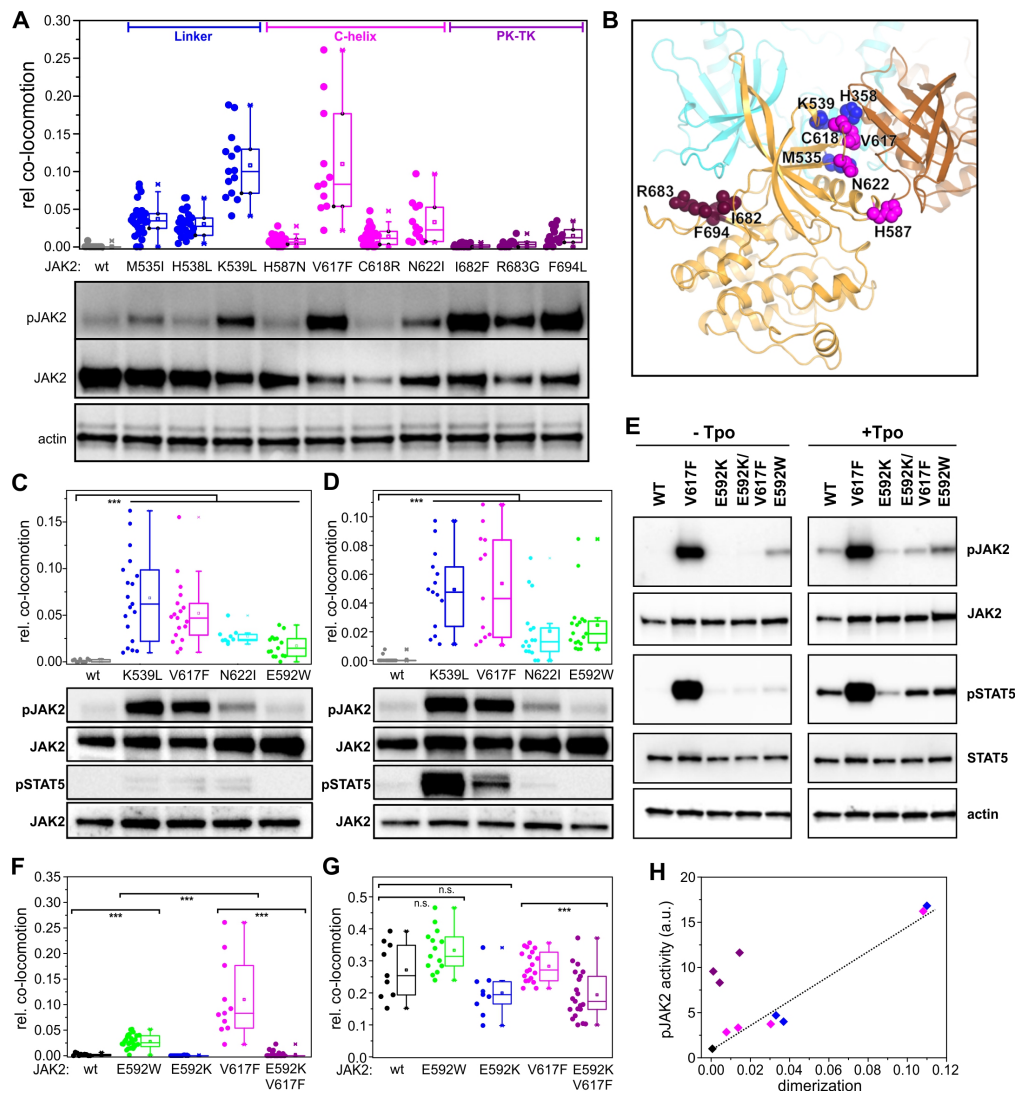 A
0.30
0.25
0.20
0.15
0.10
0.05
0.00
rel co-locomotion
Linker
C-helix
PK-TK
JAK2: wt M535I H538L K539L H587N V617F C618R N622I I682F R683G F694L
pJAK2
JAK2
actin
B
K539
H358
C618
V617
M535
N622
R683
I682
F694
H587
C
***
0.15
0.10
0.05
0.00
rel. co-locomotion
wt K539L V617F N622I E592W
pJAK2
JAK2
pSTAT5
JAK2
D
***
0.10
0.08
0.06
0.04
0.02
0.00
rel. co-locomotion
wt K539L V617F N622I E592W
pJAK2
JAK2
pSTAT5
JAK2
E
- Tpo
+Tpo
WT
V617F
E592K
E592K/
V617F
E592W
WT
V617F
E592K
E592K/
V617F
E592W
pJAK2
JAK2
pSTAT5
STAT5
actin
F
0.35
0.30
0.25
0.20
0.15
0.10
0.05
0.00
rel. co-locomotion
***
***
***
JAK2: wt E592W E592K V617F E592K
V617F
G
0.5
0.4
0.3
0.2
0.1
0.0
rel. co-locomotion
n.s.
n.s.
***
JAK2: wt E592W E592K V617F E592K
V617F
H
20
15
10
5
0
pJAK2 activity (a.u.)
0.00 0.02 0.04 0.06 0.08 0.10 0.12
dimerization